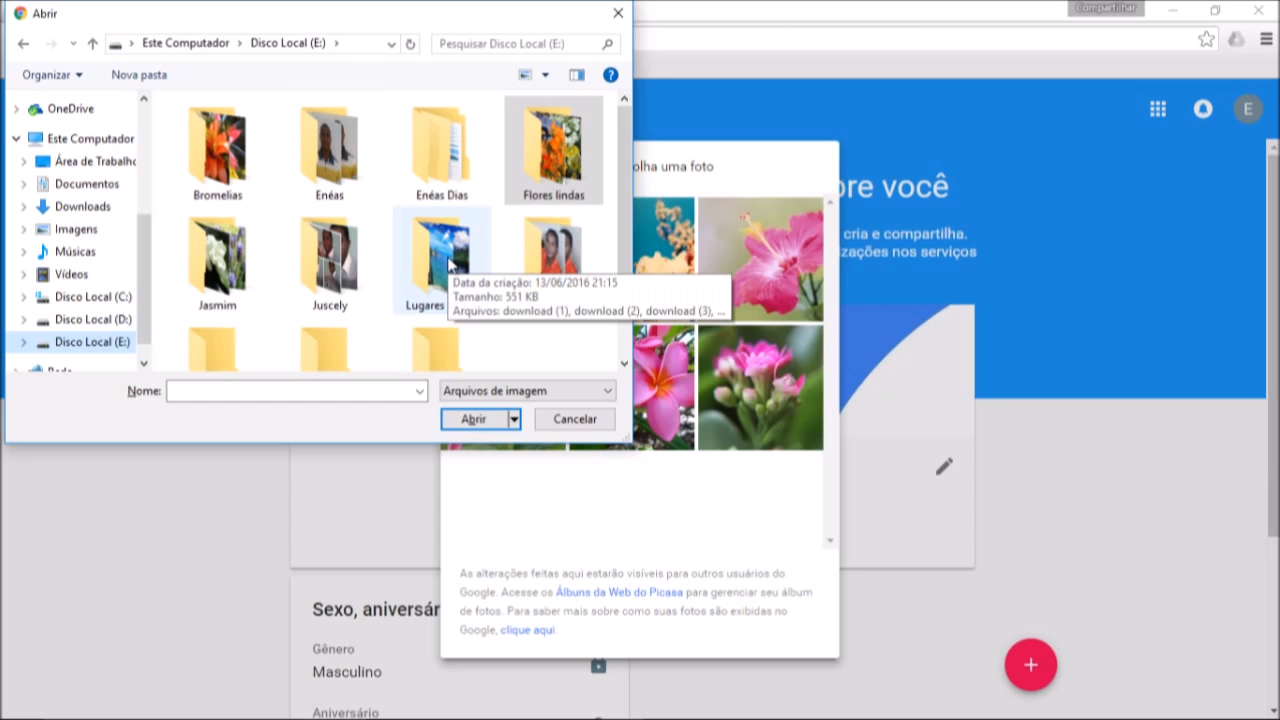 Abrir
Compartilhar
Este Computador
Disco Local (E:)
Pesquisar Disco Local (E:)
Organizar
Nova pasta
OneDrive
Este Computador
Área de Trabalho
Documentos
Downloads
Imagens
Músicas
Vídeos
Disco Local (C:)
Disco Local (D:)
Disco Local (E:)
Bromelias
Enéas
Enéas Dias
Flores lindas
Jasmim
Juscely
Lugares
Data da criação: 13/06/2016 21:15
Tamanho: 551 KB
Arquivos: download (1), download (2), download (3), ...
Nome:
Arquivos de imagem
Abrir
Cancelar
E
olha uma foto
bre você
cria e compartilha.
izações nos serviços
As alterações feitas aqui estarão visíveis para outros usuários do
Google. Acesse os Álbuns da Web do Picasa para gerenciar seu álbum
de fotos. Para saber mais sobre como suas fotos são exibidas no
Google, clique aqui.
Sexo, aniversár
Gênero
Masculino
Aniversário